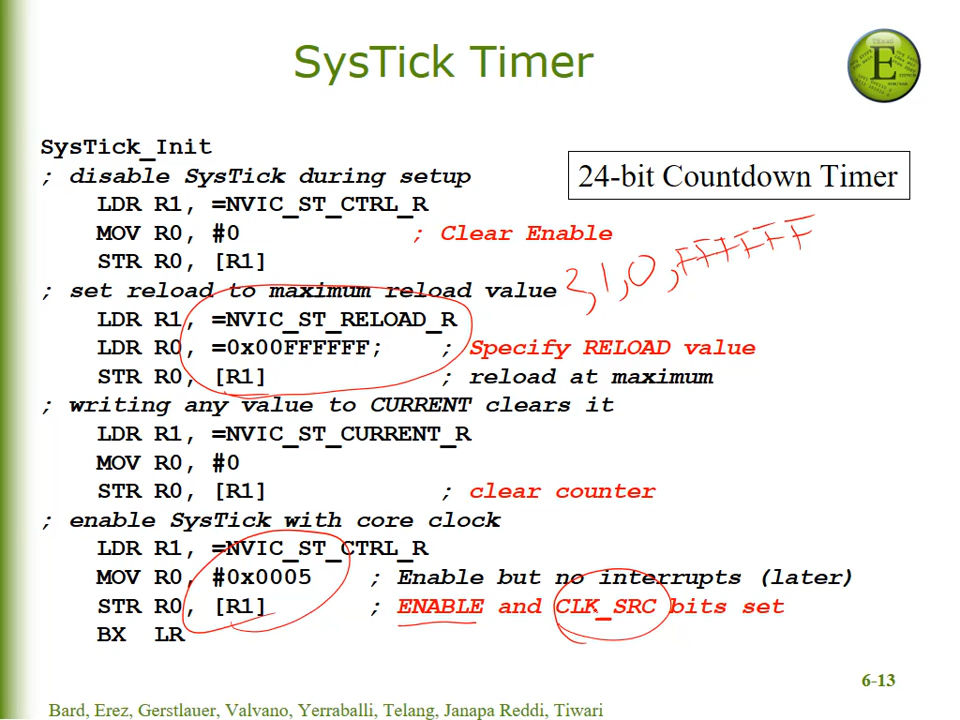 SysTick Timer
E
SysTick_Init
24-bit Countdown Timer
; disable SysTick during setup
LDR R1, =NVIC_ST_CTRL_R
MOV R0, #0 ; Clear Enable
STR R0, [R1]
2,1,0,FFFFFF
; set reload to maximum reload value
LDR R1, =NVIC_ST_RELOAD_R
LDR R0, =0x00FFFFFF; ; Specify RELOAD value
STR R0, [R1] ; reload at maximum
; writing any value to CURRENT clears it
LDR R1, =NVIC_ST_CURRENT_R
MOV R0, #0
STR R0, [R1] ; clear counter
; enable SysTick with core clock
LDR R1, =NVIC_ST_CTRL_R
MOV R0, #0x0005 ; Enable but no interrupts (later)
STR R0, [R1] ; ENABLE and CLK_SRC bits set
BX LR
6-13
Bard, Erez, Gerstlauer, Valvano, Yerraballi, Telang, Janapa Reddi, Tiwari